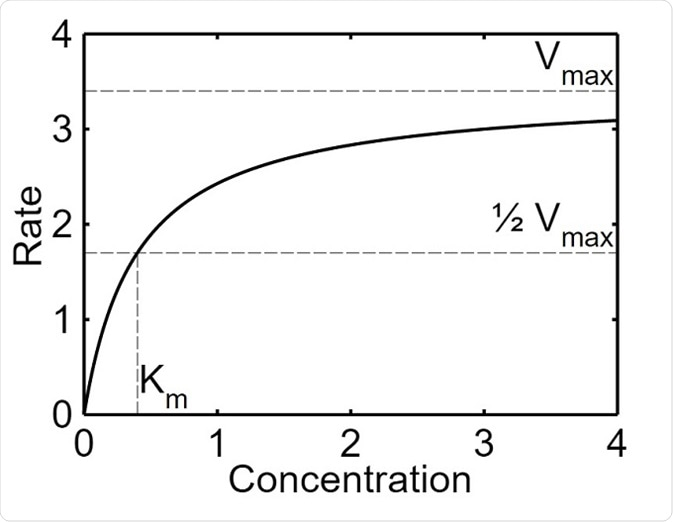 4
V max
3
Rate
2
½ V max
1
K m
0
0 1 2 3 4
Concentration